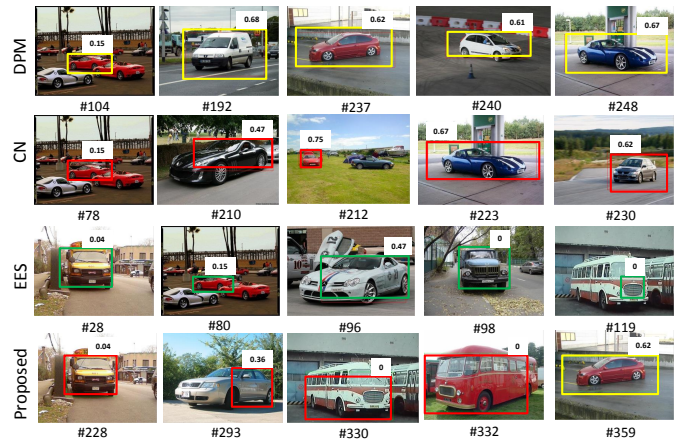 DPM
0.15 0.68 0.62 0.61 0.67
#104 #192 #237 #240 #248
CN
0.15 0.47 0.75 0.67 0.62
#78 #210 #212 #223 #230
EES
0.04 0.15 0.47 0 0
#28 #80 #96 #98 #119
Proposed
0.04 0.36 0 0 0.62
#228 #293 #330 #332 #359